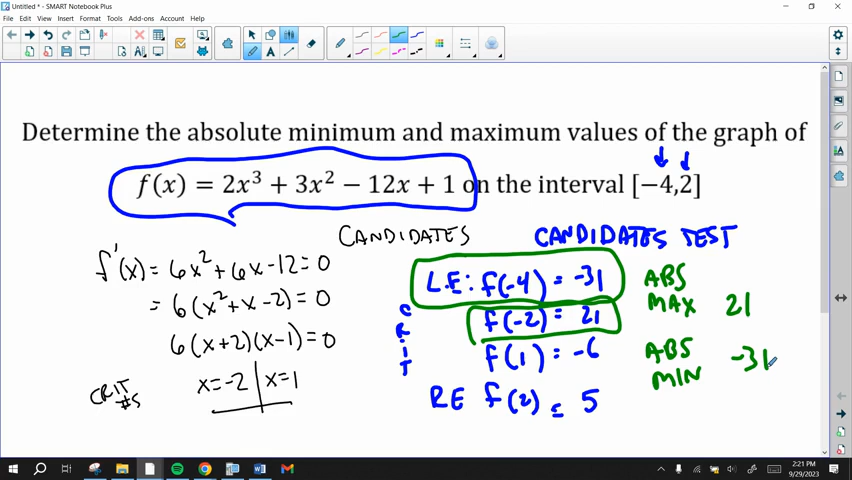 Untitled * - SMART Notebook Plus
File Edit View Insert Format Tools Add-ons Account Help
Determine the absolute minimum and maximum values of the graph of
f(x) = 2x³ + 3x² − 12x + 1 on the interval [−4,2]
CANDIDATES
f'(x) = 6x² + 6x - 12 = 0
= 6(x² + x - 2) = 0
6(x + 2)(x - 1) = 0
CRIT #S
x = -2 | x = 1
CANDIDATES TEST
L.E: f(-4) = -31
CRIT
f(-2) = 21
f(1) = -6
RE f(2) = 5
ABS
MAX 21
ABS
MIN -31
2:21 PM
9/29/2023